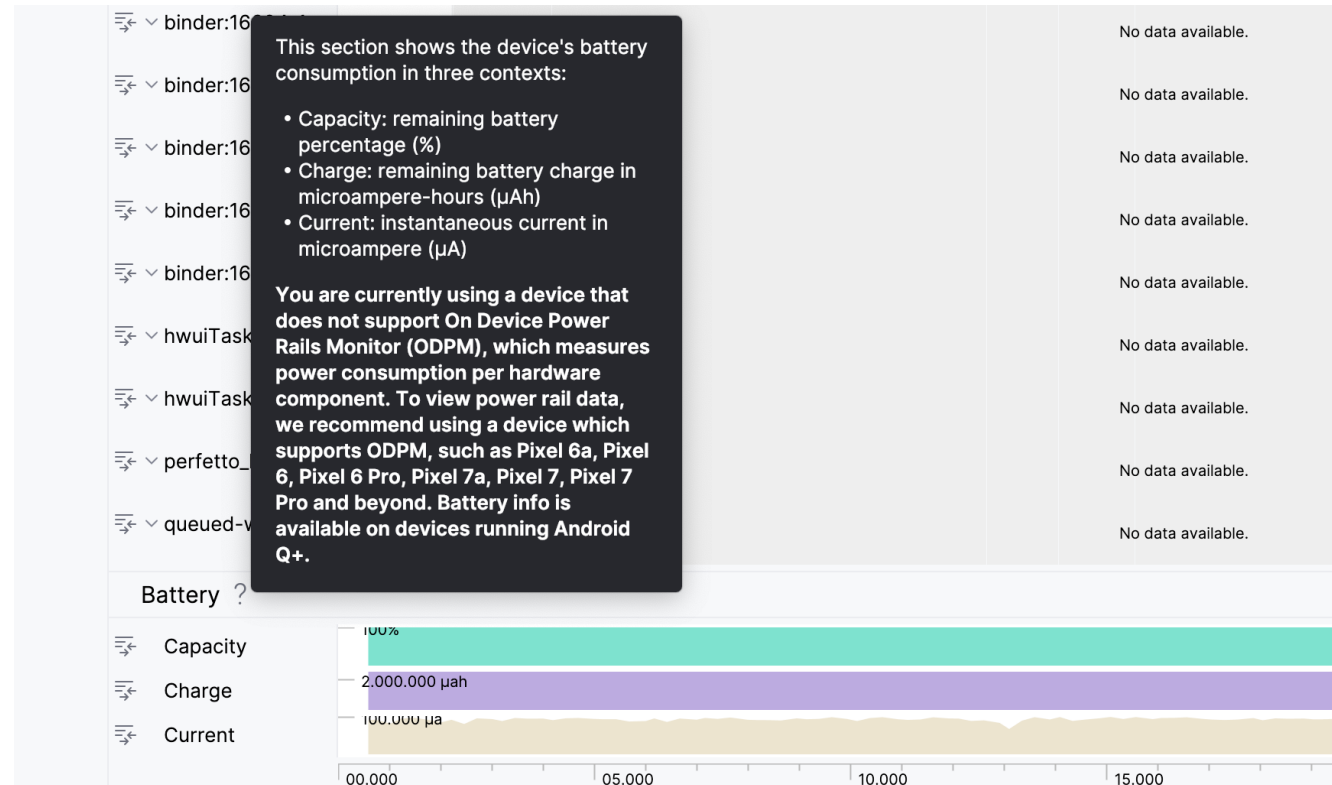 binder:16
No data available.
binder:16
No data available.
binder:16
No data available.
binder:16
No data available.
binder:16
No data available.
hwuiTask
No data available.
hwuiTask
No data available.
perfetto_
No data available.
queued-w
No data available.
This section shows the device's battery
consumption in three contexts:
• Capacity: remaining battery
percentage (%)
• Charge: remaining battery charge in
microampere-hours (µAh)
• Current: instantaneous current in
microampere (µA)
You are currently using a device that
does not support On Device Power
Rails Monitor (ODPM), which measures
power consumption per hardware
component. To view power rail data,
we recommend using a device which
supports ODPM, such as Pixel 6a, Pixel
6, Pixel 6 Pro, Pixel 7a, Pixel 7, Pixel 7
Pro and beyond. Battery info is
available on devices running Android
Q+.
Battery ?
Capacity
100%
Charge
2.000.000 µah
Current
100.000 µa
00.000 05.000 10.000 15.000